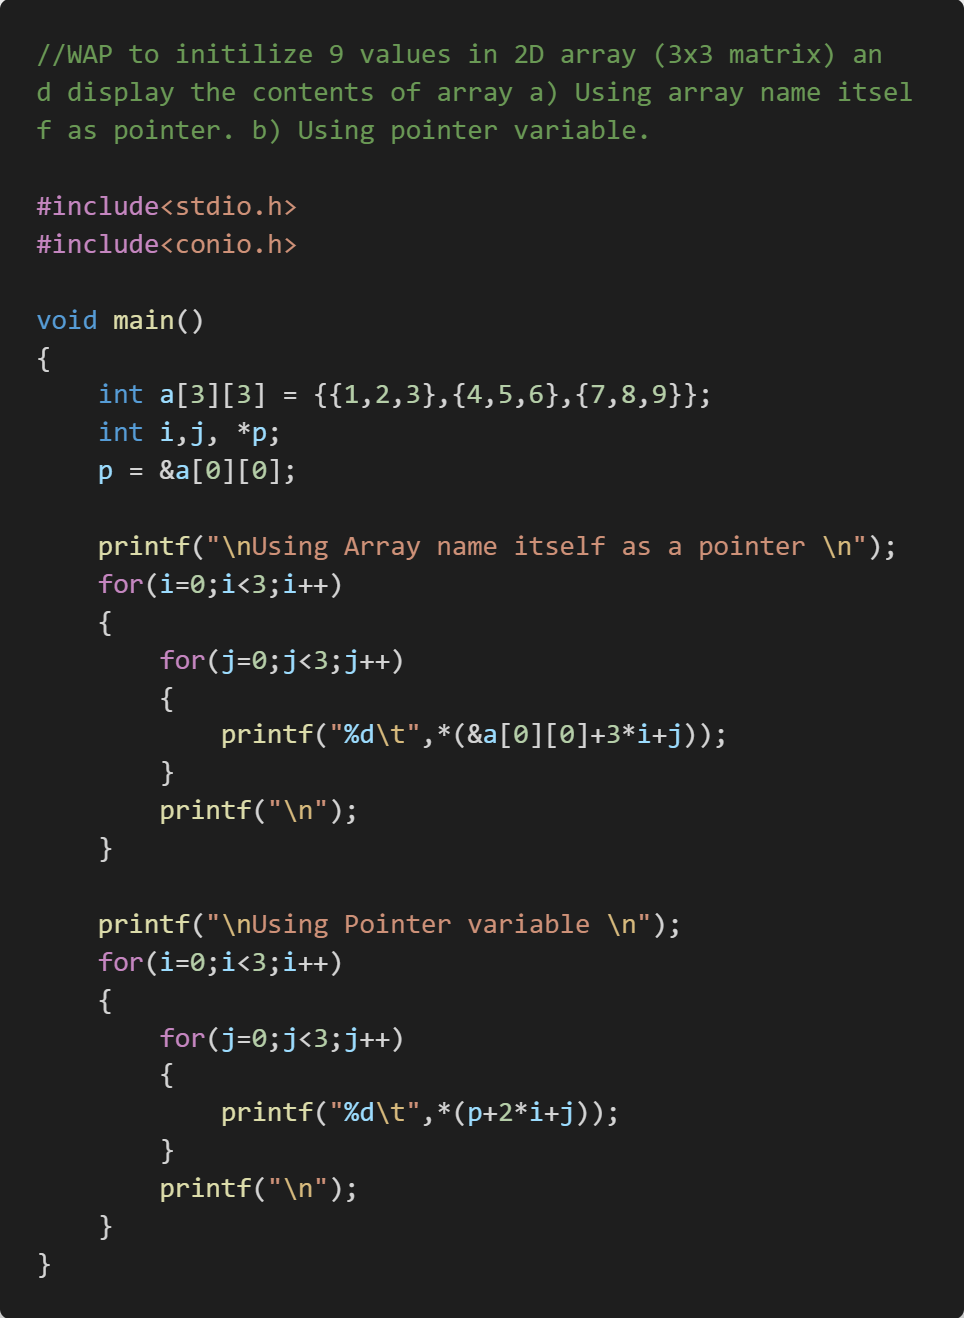 //WAP to initilize 9 values in 2D array (3x3 matrix) an
d display the contents of array a) Using array name itsel
f as pointer. b) Using pointer variable.

#include<stdio.h>
#include<conio.h>

void main()
{
    int a[3][3] = {{1,2,3},{4,5,6},{7,8,9}};
    int i,j, *p;
    p = &a[0][0];

    printf("\nUsing Array name itself as a pointer \n");
    for(i=0;i<3;i++)
    {
        for(j=0;j<3;j++)
        {
            printf("%d\t",*(&a[0][0]+3*i+j));
        }
        printf("\n");
    }

    printf("\nUsing Pointer variable \n");
    for(i=0;i<3;i++)
    {
        for(j=0;j<3;j++)
        {
            printf("%d\t",*(p+2*i+j));
        }
        printf("\n");
    }
}